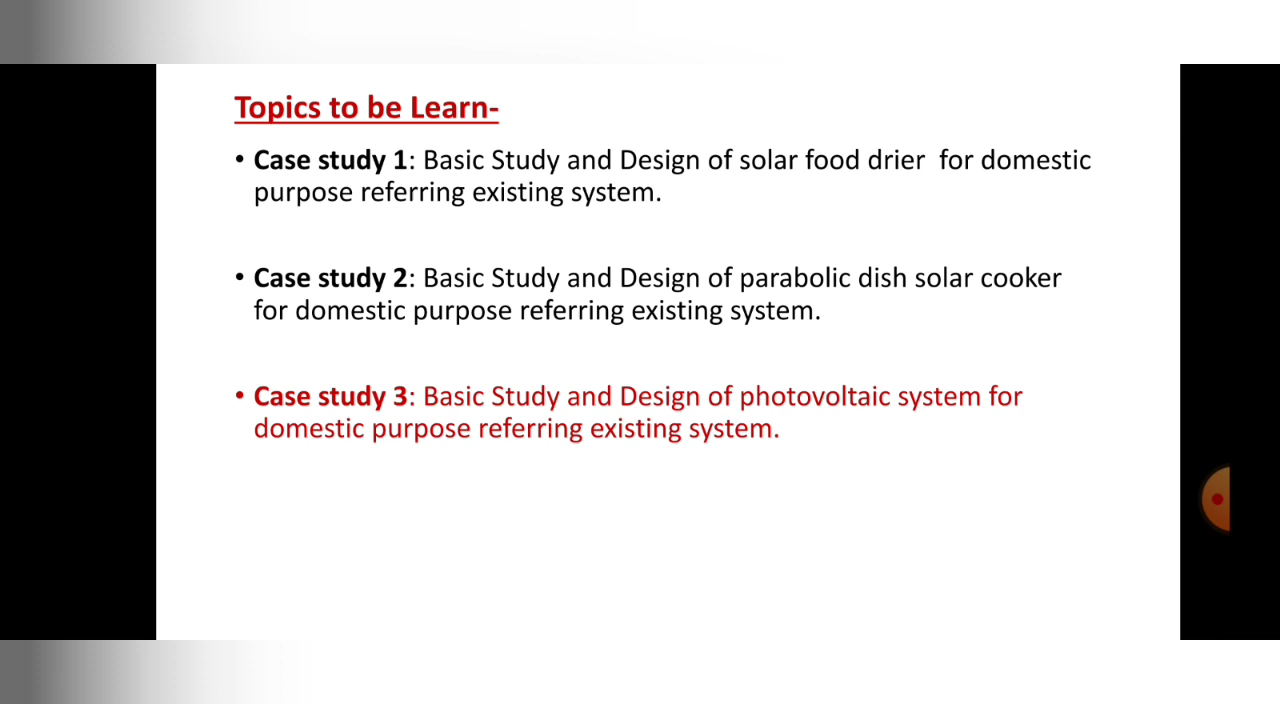 Topics to be Learn-
• Case study 1: Basic Study and Design of solar food drier  for domestic
purpose referring existing system.
• Case study 2: Basic Study and Design of parabolic dish solar cooker
for domestic purpose referring existing system.
• Case study 3: Basic Study and Design of photovoltaic system for
domestic purpose referring existing system.